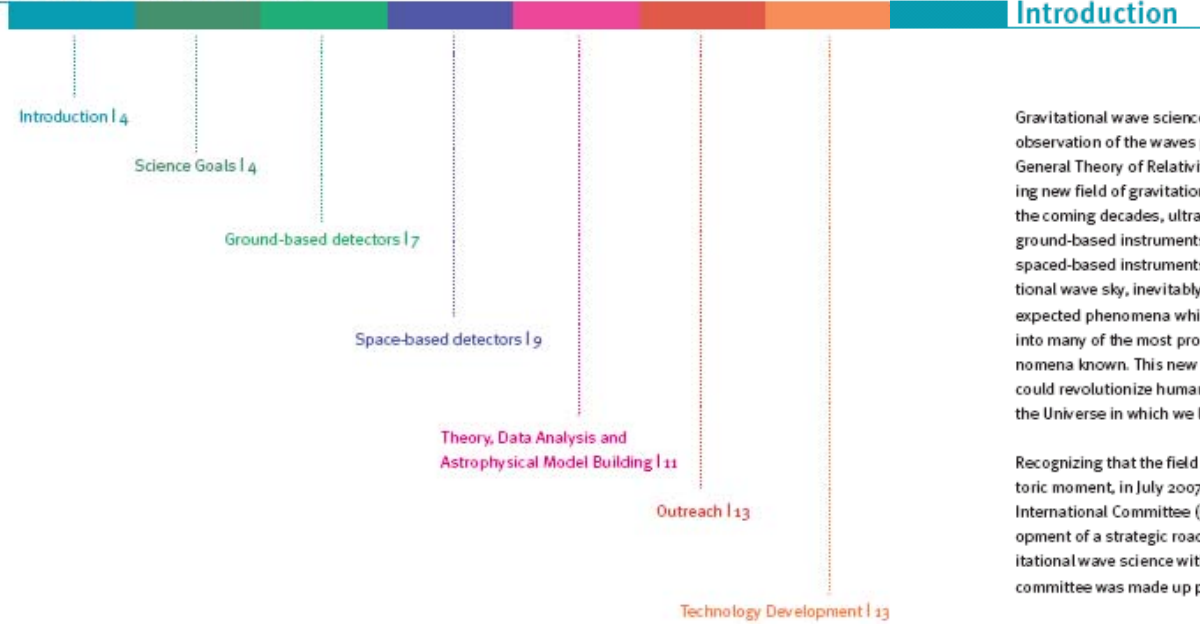 Introduction | 4
Science Goals | 4
Ground-based detectors | 7
Space-based detectors | 9
Theory, Data Analysis and
Astrophysical Model Building | 11
Outreach | 13
Technology Development | 13
Introduction
Gravitational wave science
observation of the waves
General Theory of Relativi
ing new field of gravitation
the coming decades, ultra
ground-based instruments
spaced-based instruments
tional wave sky, inevitably
expected phenomena whi
into many of the most pro
nomena known. This new
could revolutionize human
the Universe in which we
Recognizing that the field
toric moment, in July 2007
International Committee (
opment of a strategic road
itational wave science wit
committee was made up p